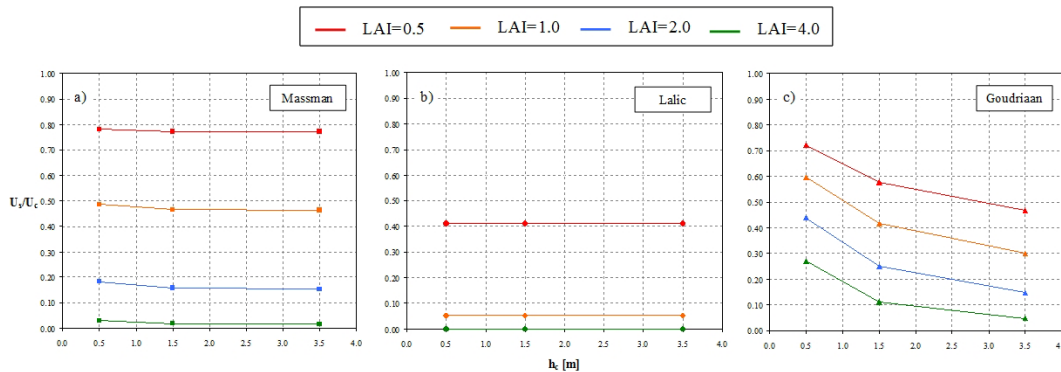 LAI=0.5 LAI=1.0 LAI=2.0 LAI=4.0
a) Massman
b) Lalic
c) Goudriaan
1.00 1.00 1.00
0.90 0.90 0.90
0.80 0.80 0.80
0.70 0.70 0.70
0.60 0.60 0.60
Us/Uc 0.50 0.50 0.50
0.40 0.40 0.40
0.30 0.30 0.30
0.20 0.20 0.20
0.10 0.10 0.10
0.00 0.00 0.00
0.0 0.5 1.0 1.5 2.0 2.5 3.0 3.5 4.0
0.0 0.5 1.0 1.5 2.0 2.5 3.0 3.5 4.0
0.0 0.5 1.0 1.5 2.0 2.5 3.0 3.5
hc [m]